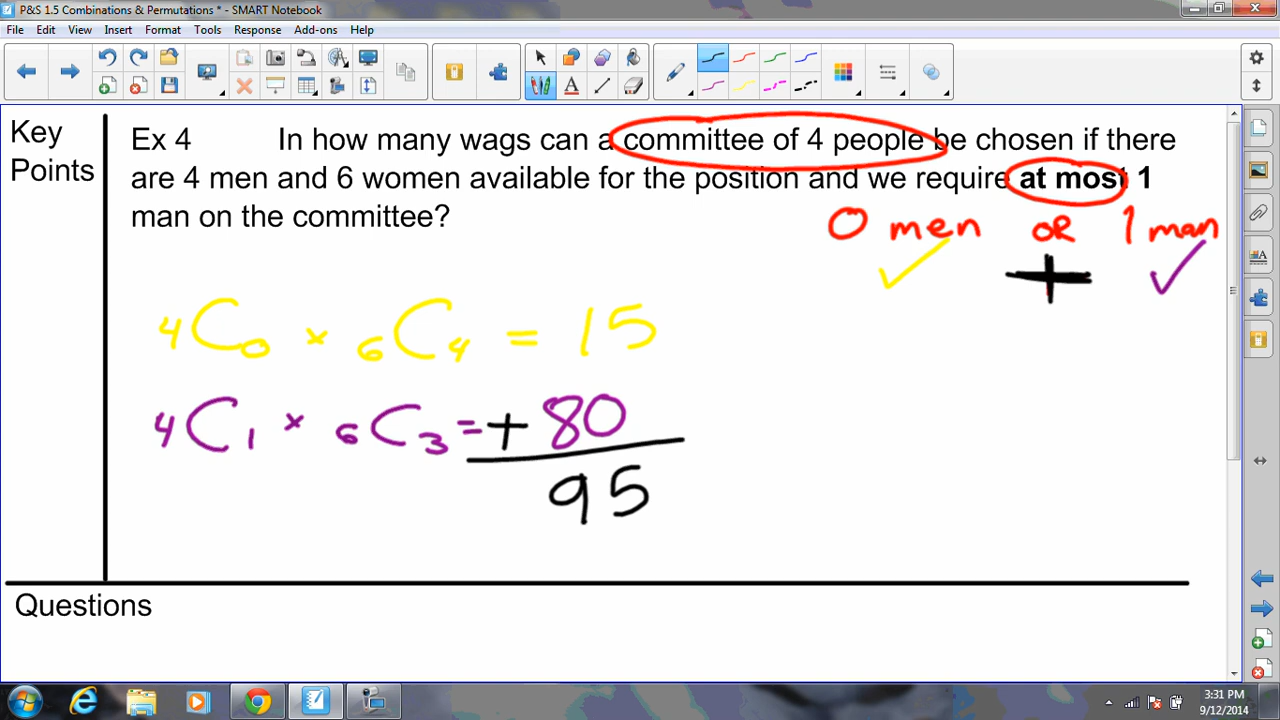 P&S 1.5 Combinations & Permutations * - SMART Notebook
File Edit View Insert Format Tools Response Add-ons Help
Key Points
Ex 4 In how many wags can a committee of 4 people be chosen if there
are 4 men and 6 women available for the position and we require at most 1
man on the committee?
0 men OR 1 man
+
4C0 × 6C4 = 15
4C1 × 6C3 = + 80
95
Questions
3:31 PM
9/12/2014